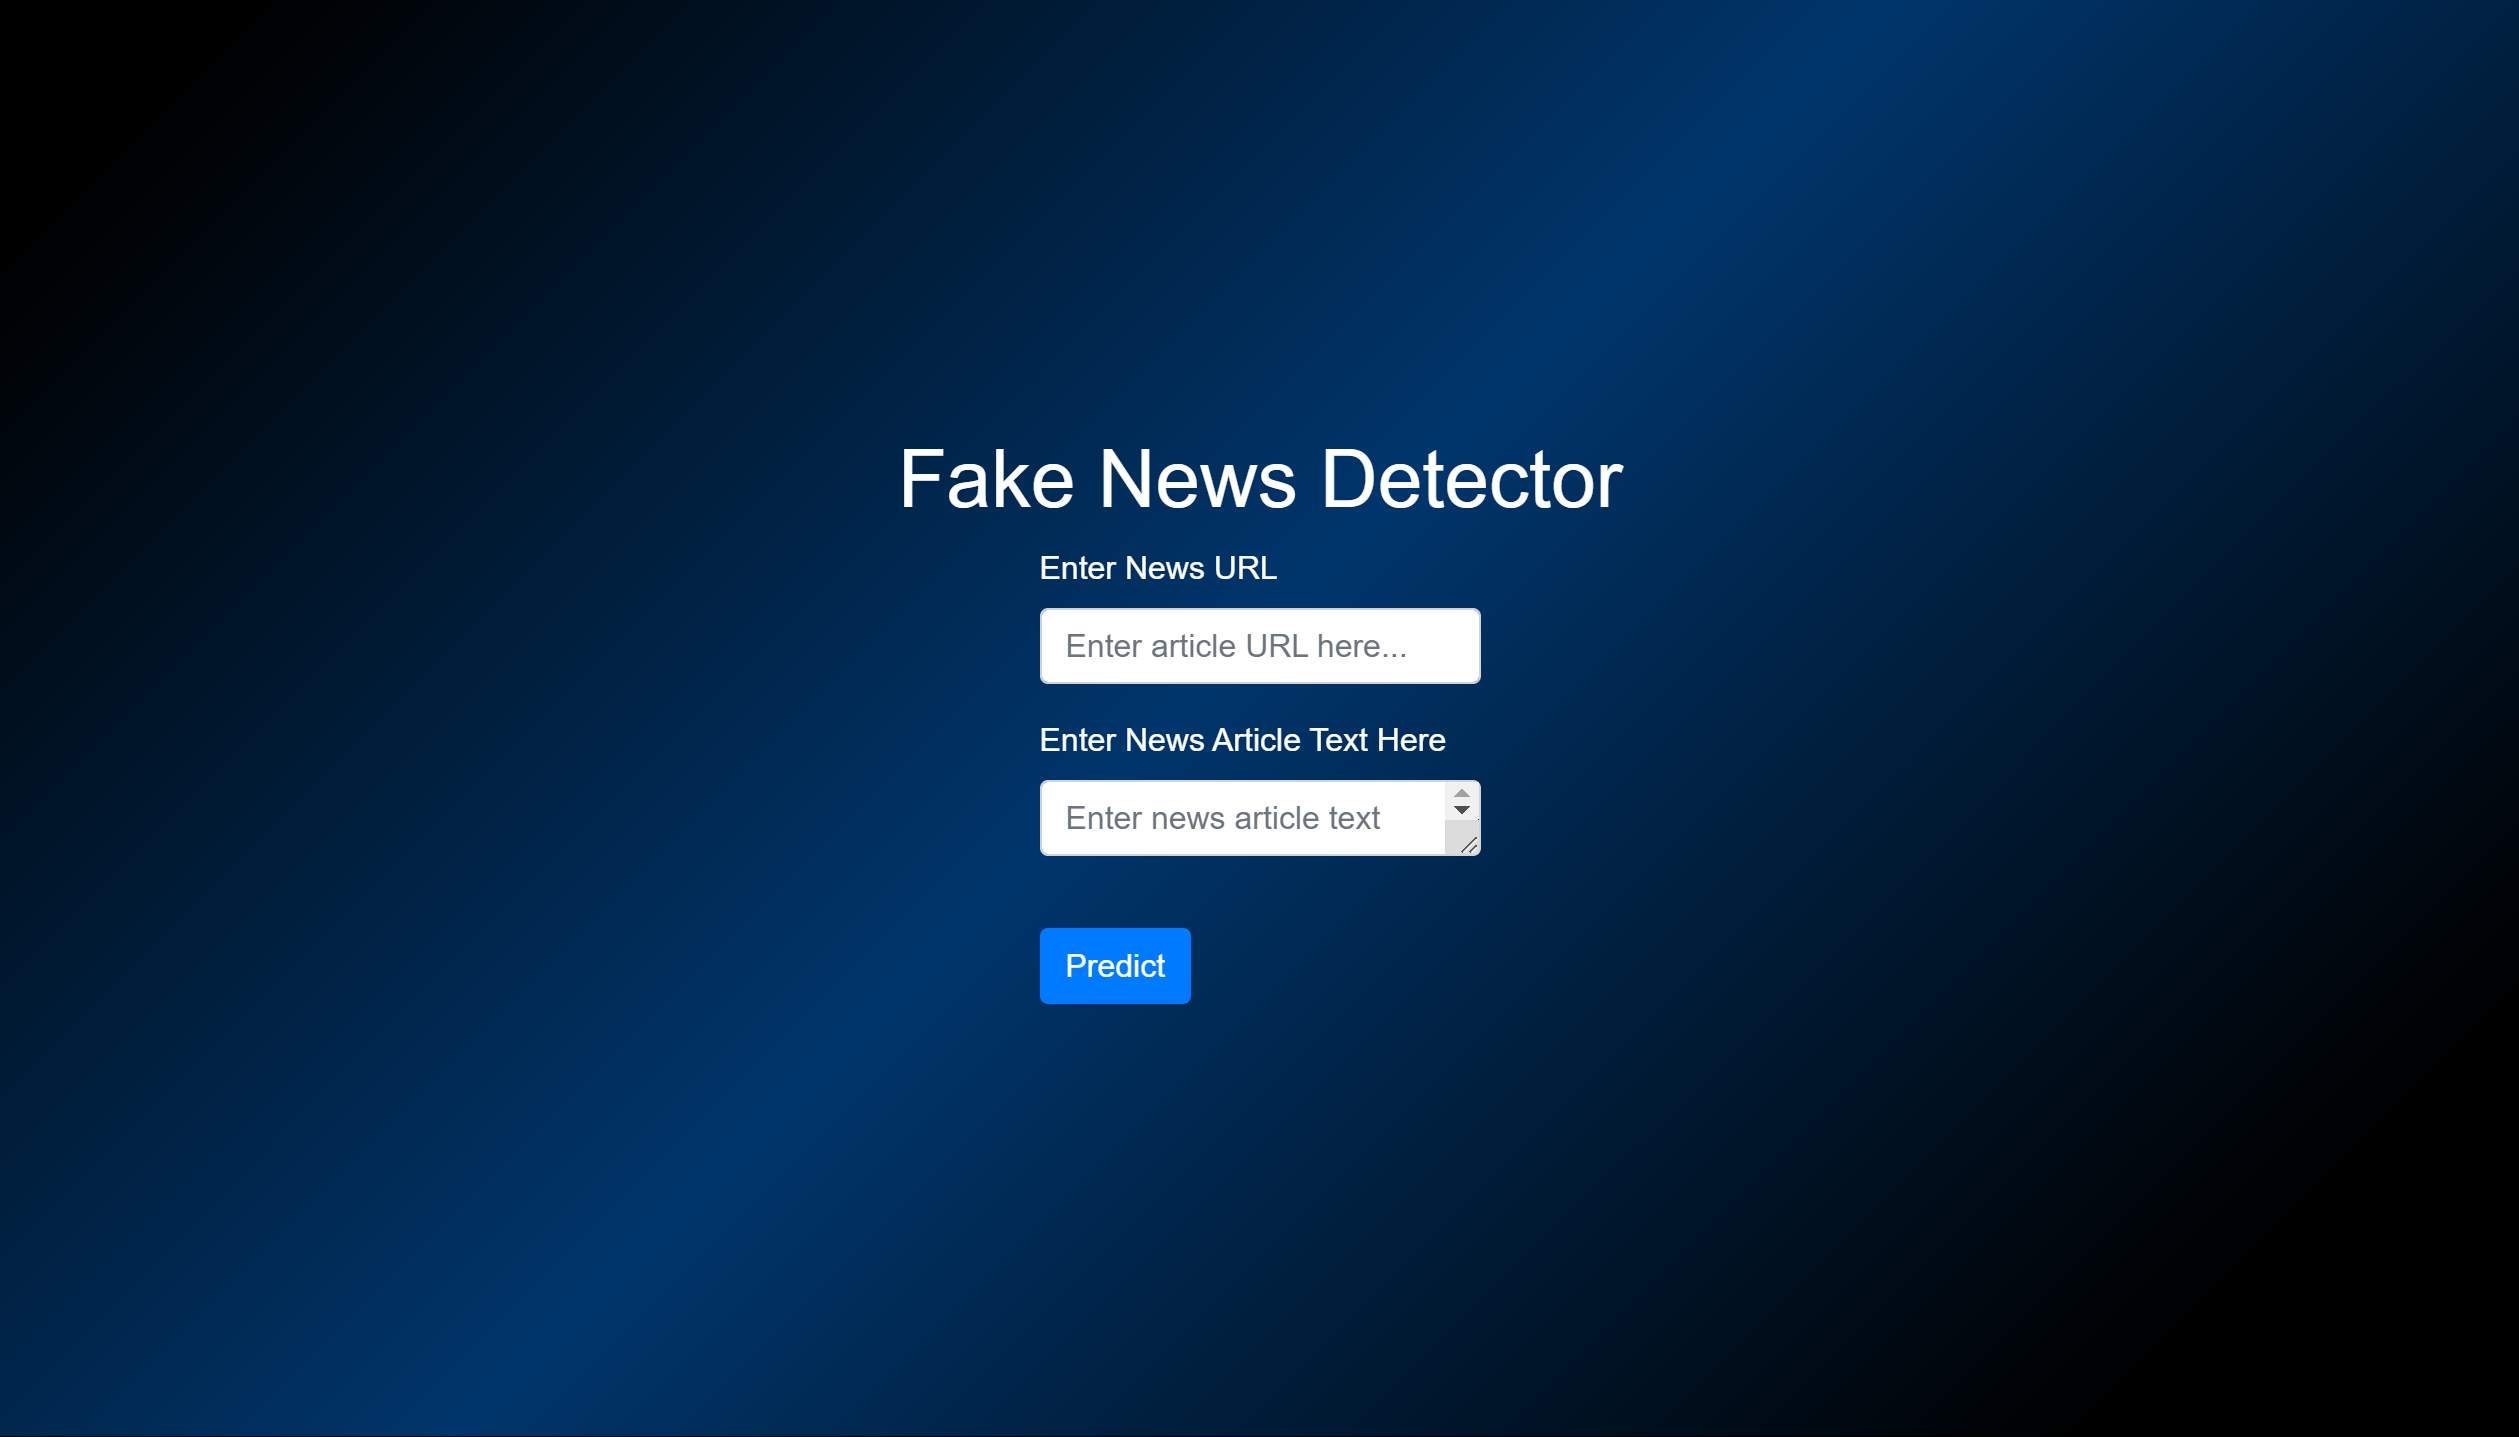 Fake News Detector
Enter News URL
Enter article URL here...
Enter News Article Text Here
Enter news article text
Predict